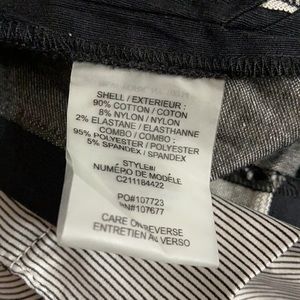 SHELL / EXTERIEUR :
90% COTTON / COTON
8% NYLON / NYLON
2% ELASTANE / ELASTHANNE
COMBO / COMBO :
95% POLYESTER / POLYESTER
5% SPANDEX / SPANDEX
STYLE#/
NUMÉRO DE MODÈLE
C211184422
PO#107723
#107677
CARE ON REVERSE
ENTRETIEN AU VERSO